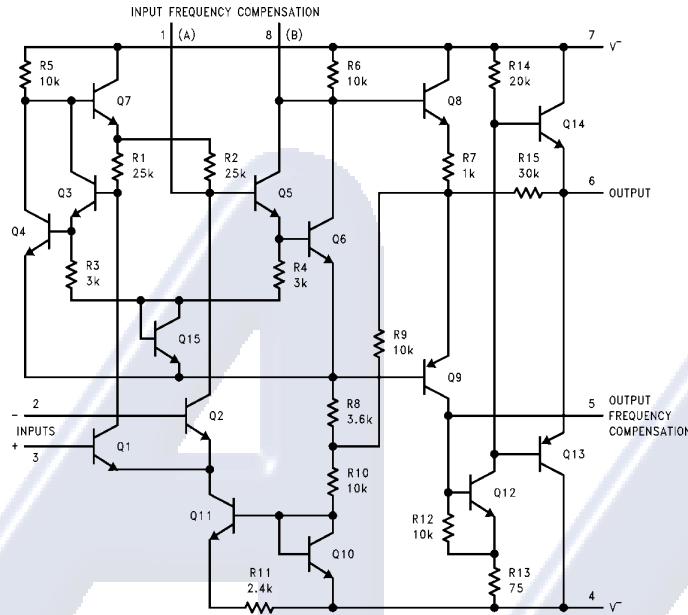 INPUT FREQUENCY COMPENSATION
1 (A)
8 (B)
7 V-
R5
10k
Q7
R6
10k
Q8
R14
20k
Q14
R1
25k
R2
25k
Q3
Q5
R7
1k
R15
30k
6 OUTPUT
Q4
Q6
R3
3k
R4
3k
Q15
R9
10k
Q9
- 2
INPUTS
+ 3
Q2
Q1
R8
3.6k
5 OUTPUT
FREQUENCY
COMPENSATION
R10
10k
Q13
Q11
Q12
R12
10k
Q10
R11
2.4k
R13
75
4 V-